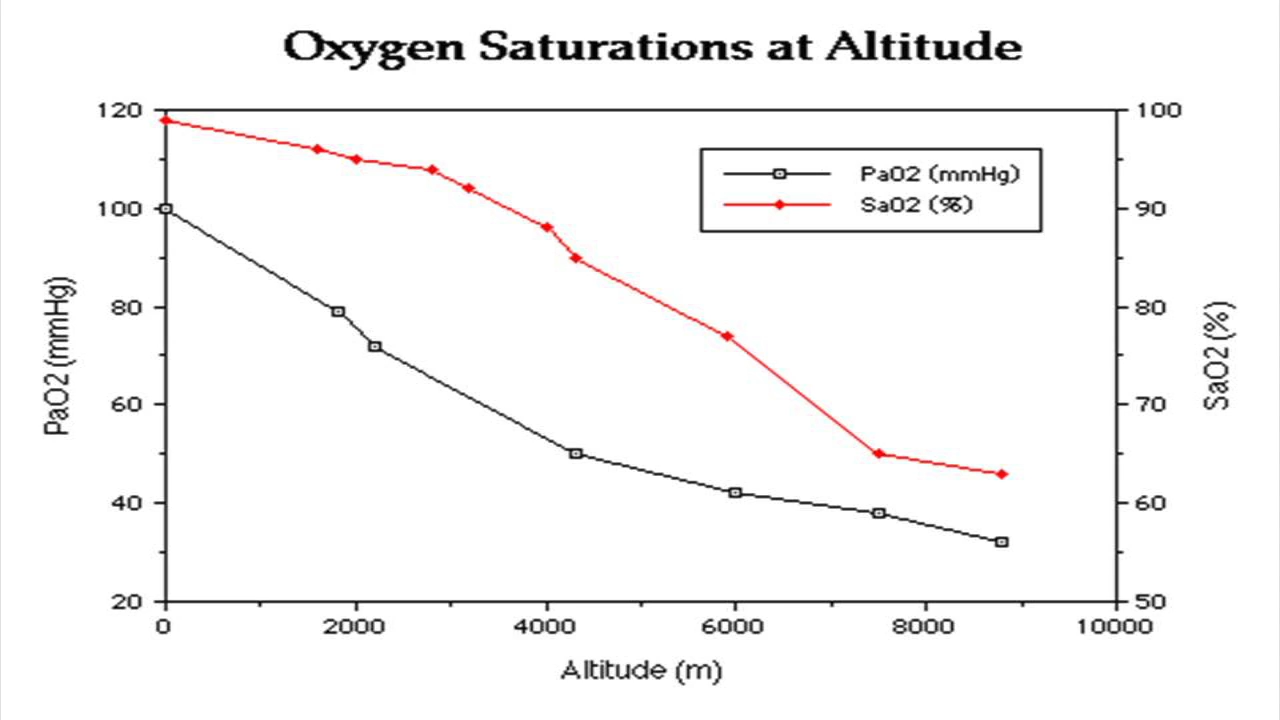 Oxygen Saturations at Altitude
120
100
80
60
40
20
PaO2 (mmHg)
PaO2 (mmHg)
SaO2 (%)
100
90
80
70
60
50
SaO2 (%)
0 2000 4000 6000 8000 10000
Altitude (m)